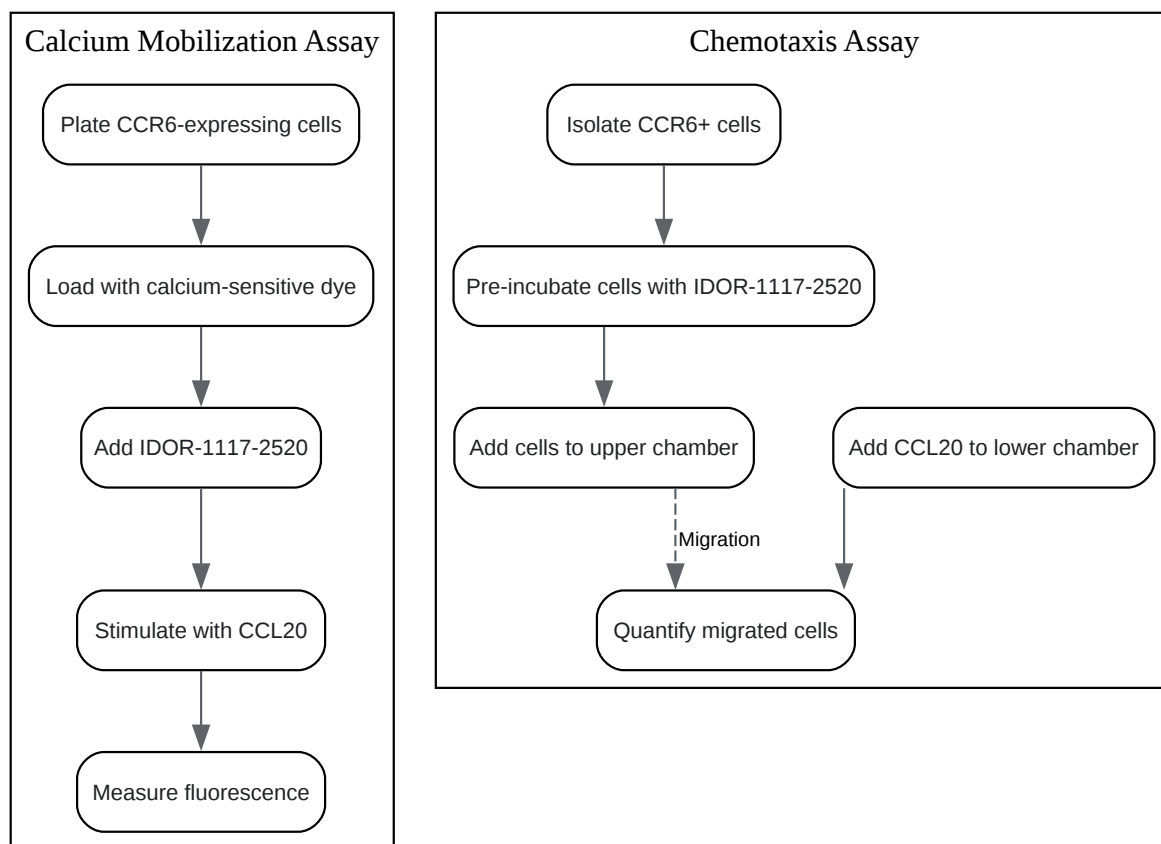 Calcium Mobilization Assay
Plate CCR6-expressing cells
Load with calcium-sensitive dye
Add IDOR-1117-2520
Stimulate with CCL20
Measure fluorescence
Chemotaxis Assay
Isolate CCR6+ cells
Pre-incubate cells with IDOR-1117-2520
Add cells to upper chamber
Add CCL20 to lower chamber
Migration
Quantify migrated cells